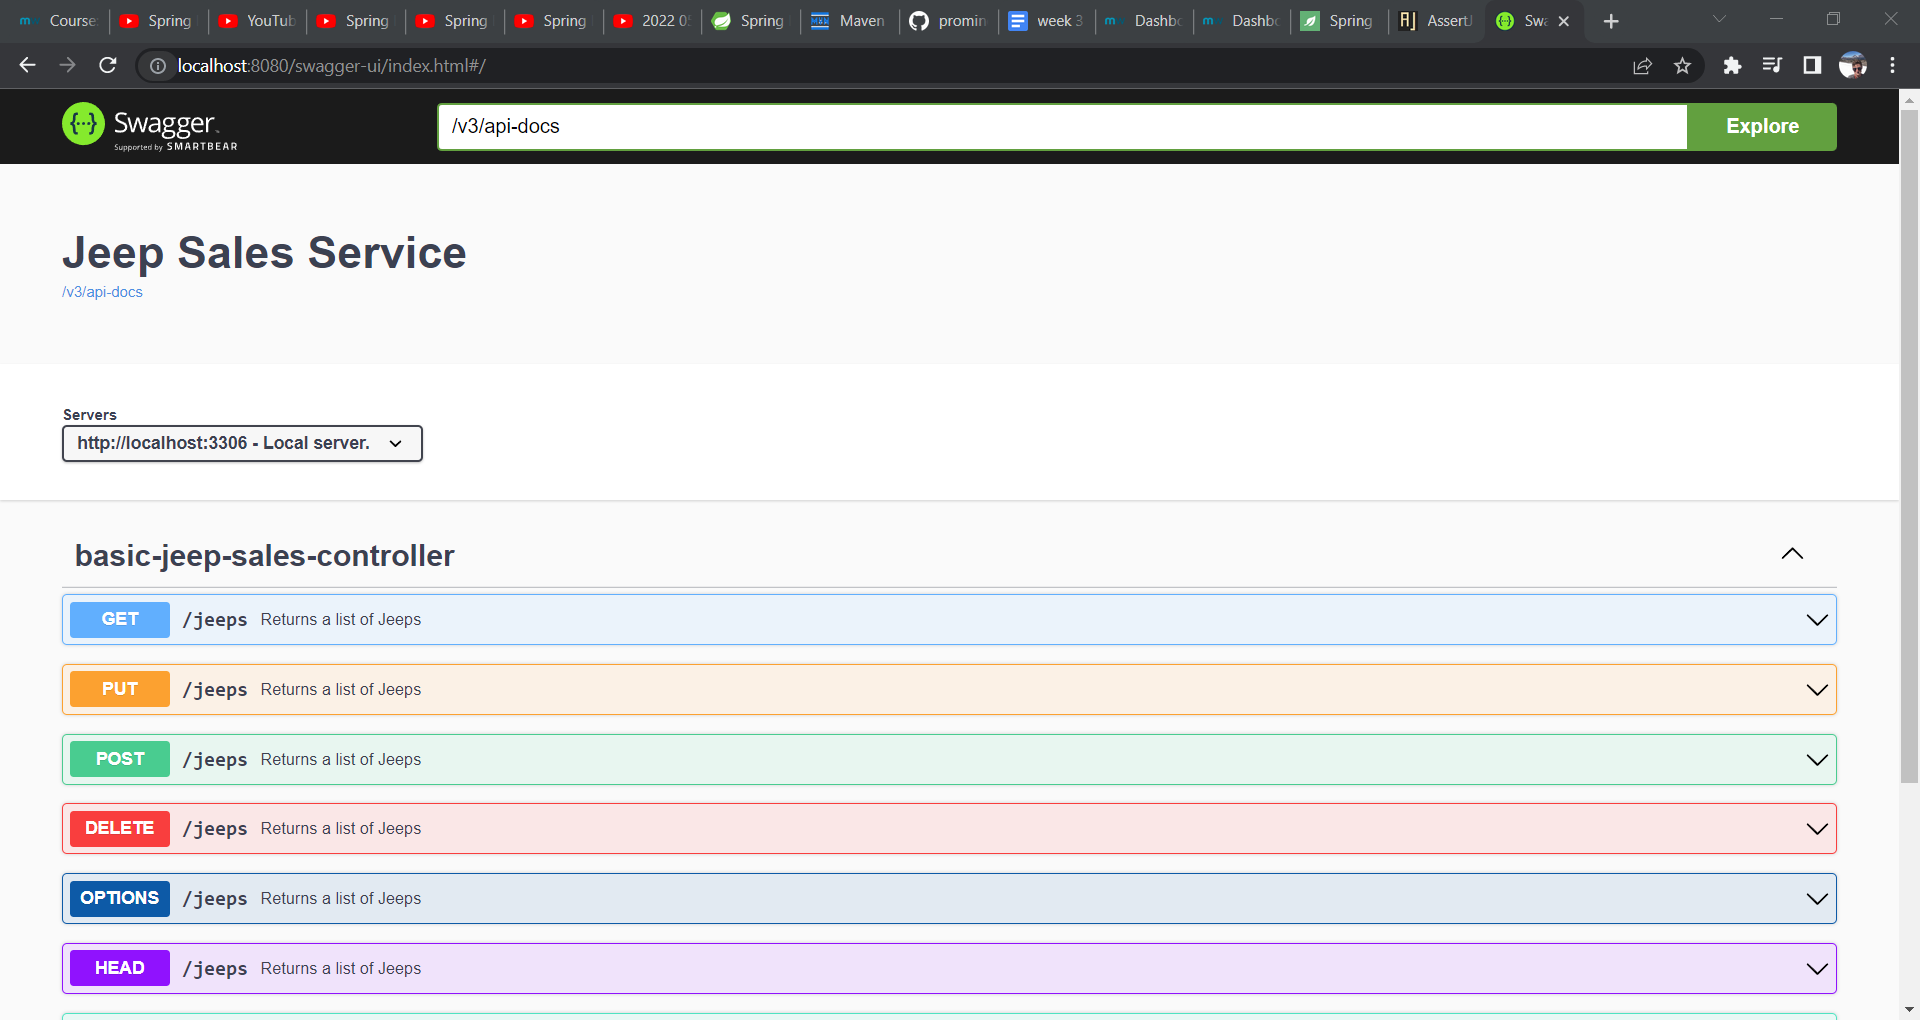 Course Spring YouTub Spring Spring Spring 2022 0 Spring Maven promin week 3 Dashb Dashb Spring Assert Swa
localhost:8080/swagger-ui/index.html#/
{···} Swagger.
Supported by SMARTBEAR
/v3/api-docs
Explore
Jeep Sales Service
/v3/api-docs
Servers
http://localhost:3306 - Local server.
basic-jeep-sales-controller
GET /jeeps Returns a list of Jeeps
PUT /jeeps Returns a list of Jeeps
POST /jeeps Returns a list of Jeeps
DELETE /jeeps Returns a list of Jeeps
OPTIONS /jeeps Returns a list of Jeeps
HEAD /jeeps Returns a list of Jeeps